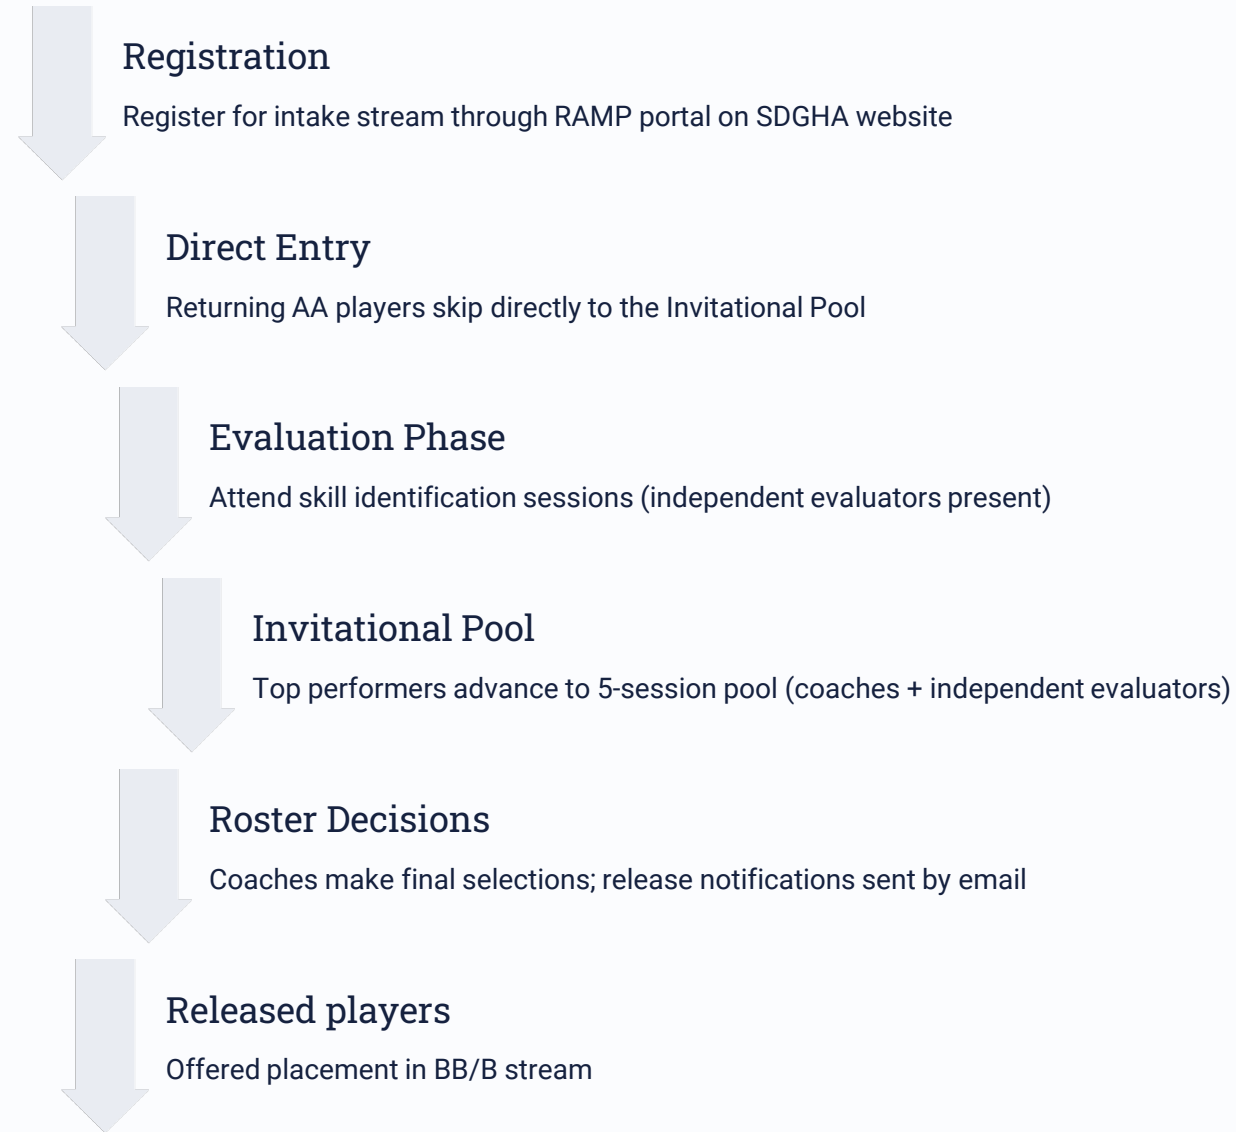 Registration
Register for intake stream through RAMP portal on SDGHA website
Direct Entry
Returning AA players skip directly to the Invitational Pool
Evaluation Phase
Attend skill identification sessions (independent evaluators present)
Invitational Pool
Top performers advance to 5-session pool (coaches + independent evaluators)
Roster Decisions
Coaches make final selections; release notifications sent by email
Released players
Offered placement in BB/B stream